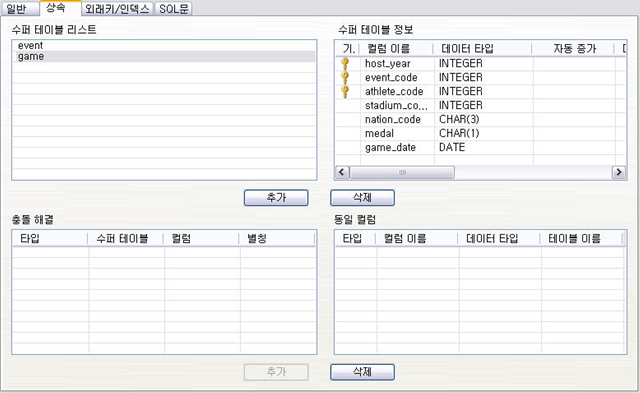 일반 상속 외래키/인덱스 SQL문
수퍼 테이블 리스트
event
game
수퍼 테이블 정보
기. 컬럼 이름 데이터 타입 자동 증가
host_year INTEGER
event_code INTEGER
athlete_code INTEGER
stadium_co... INTEGER
nation_code CHAR(3)
medal CHAR(1)
game_date DATE
추가 삭제
충돌 해결
타입 수퍼 테이블 컬럼 별칭
동일 컬럼
타입 컬럼 이름 데이터 타입 테이블 이름
추가 삭제